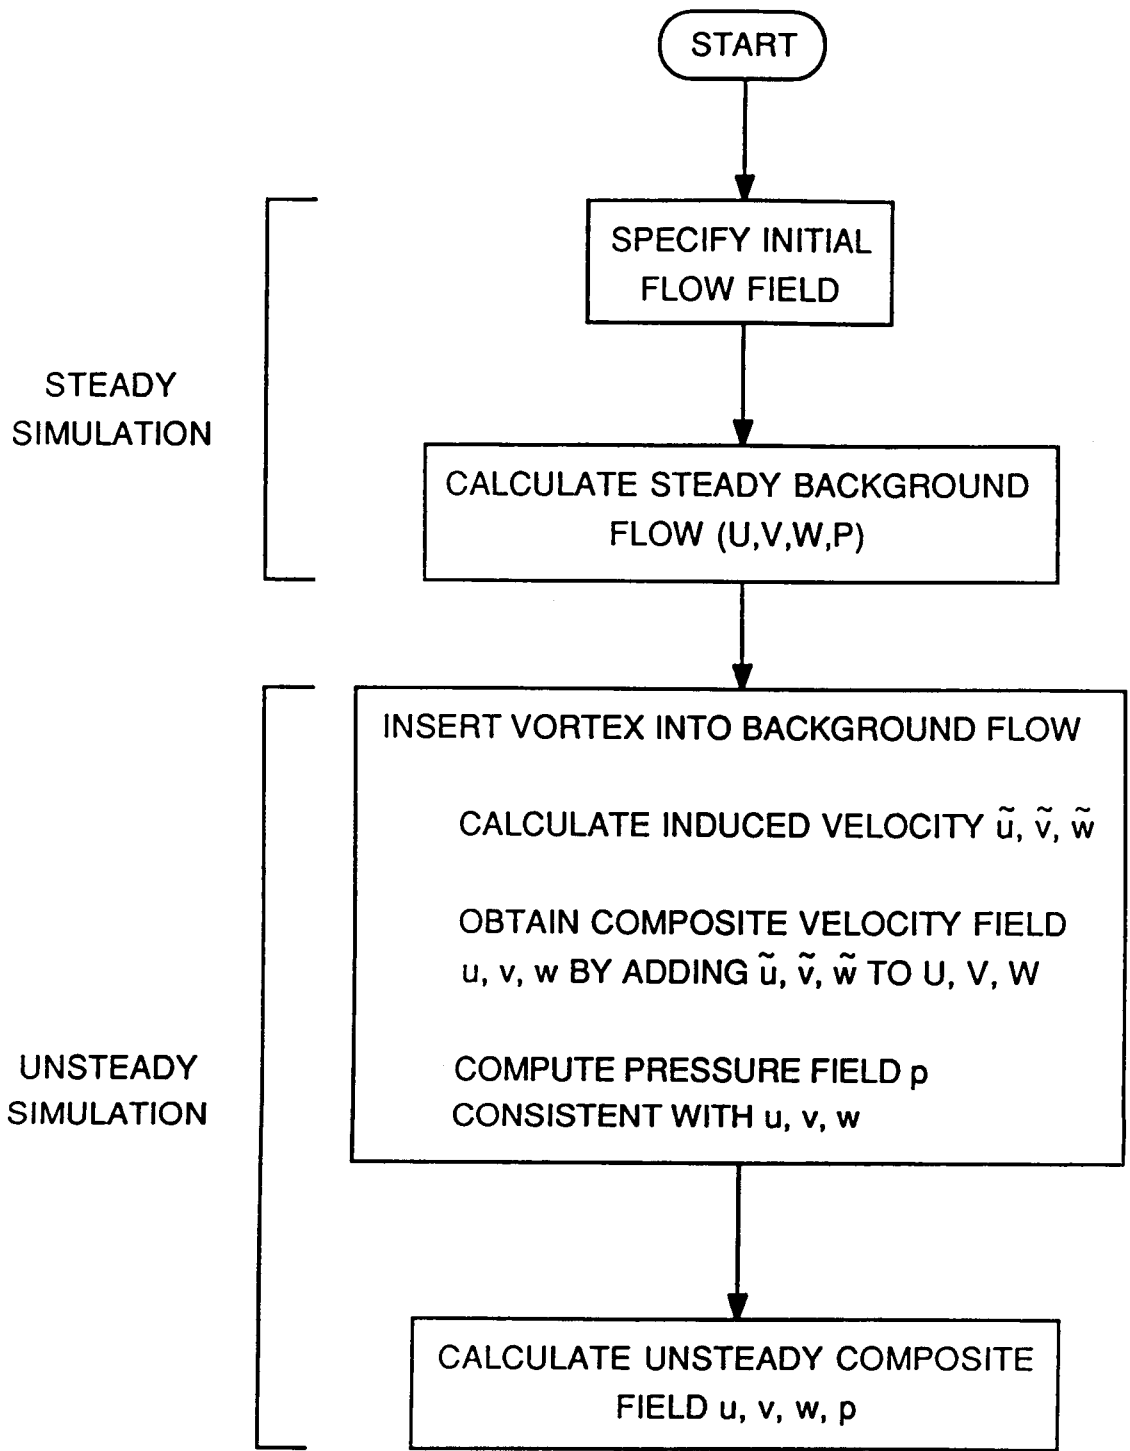 START
SPECIFY INITIAL
FLOW FIELD
STEADY
SIMULATION
CALCULATE STEADY BACKGROUND
FLOW (U,V,W,P)
INSERT VORTEX INTO BACKGROUND FLOW
CALCULATE INDUCED VELOCITY ũ, ṽ, w̃
OBTAIN COMPOSITE VELOCITY FIELD
u, v, w BY ADDING ũ, ṽ, w̃ TO U, V, W
UNSTEADY
SIMULATION
COMPUTE PRESSURE FIELD p
CONSISTENT WITH u, v, w
CALCULATE UNSTEADY COMPOSITE
FIELD u, v, w, p